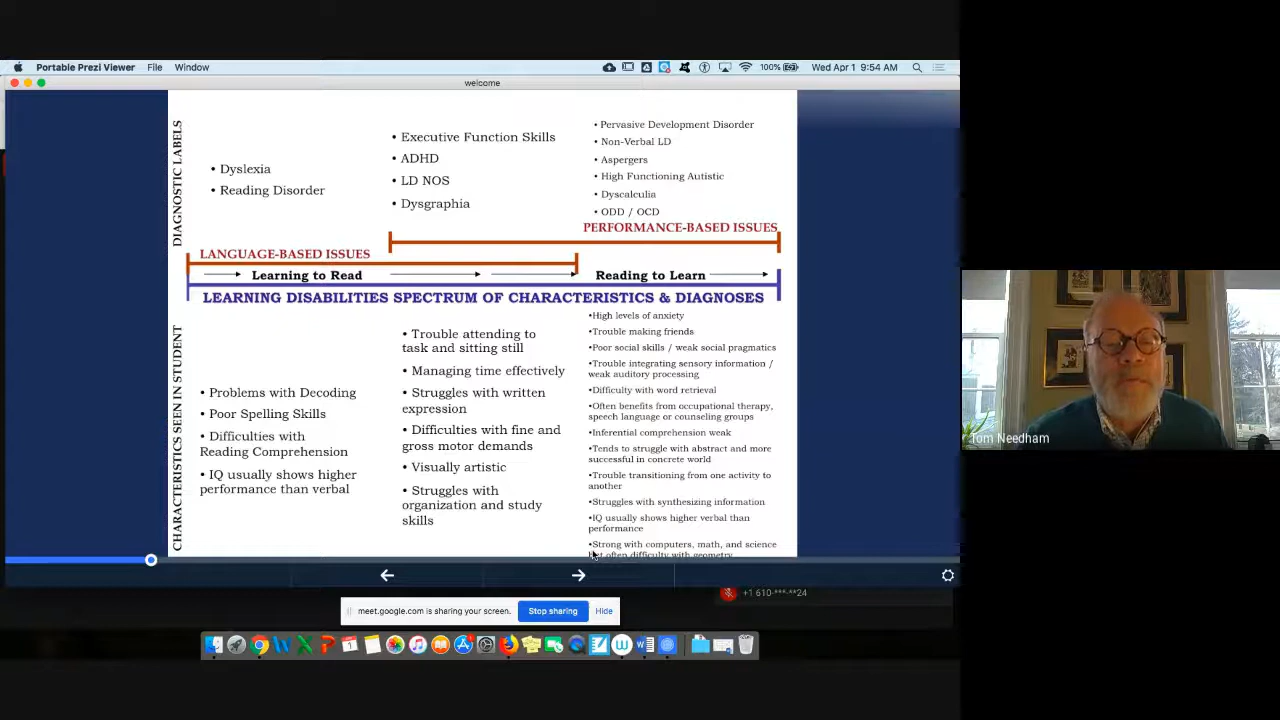 Portable Prezi Viewer File Window 100% Wed Apr 1 9:54 AM
welcome
DIAGNOSTIC LABELS
• Dyslexia
• Reading Disorder
• Executive Function Skills
• ADHD
• LD NOS
• Dysgraphia
• Pervasive Development Disorder
• Non-Verbal LD
• Aspergers
• High Functioning Autistic
• Dyscalculia
• ODD / OCD
PERFORMANCE-BASED ISSUES
LANGUAGE-BASED ISSUES
Learning to Read
Reading to Learn
LEARNING DISABILITIES SPECTRUM OF CHARACTERISTICS & DIAGNOSES
CHARACTERISTICS SEEN IN STUDENT
• Problems with Decoding
• Poor Spelling Skills
• Difficulties with
Reading Comprehension
• IQ usually shows higher
performance than verbal
• Trouble attending to
task and sitting still
• Managing time effectively
• Struggles with written
expression
• Difficulties with fine and
gross motor demands
• Visually artistic
• Struggles with
organization and study
skills
•High levels of anxiety
•Trouble making friends
•Poor social skills / weak social pragmatics
•Trouble integrating sensory information /
weak auditory processing
•Difficulty with word retrieval
•Often benefits from occupational therapy,
speech language or counseling groups
•Inferential comprehension weak
•Tends to struggle with abstract and more
successful in concrete world
•Trouble transitioning from one activity to
another
•Struggles with synthesizing information
•IQ usually shows higher verbal than
performance
•Strong with computers, math, and science
but often difficulty with geometry
Tom Needham
+1 610-***-**24
meet.google.com is sharing your screen. Stop sharing Hide